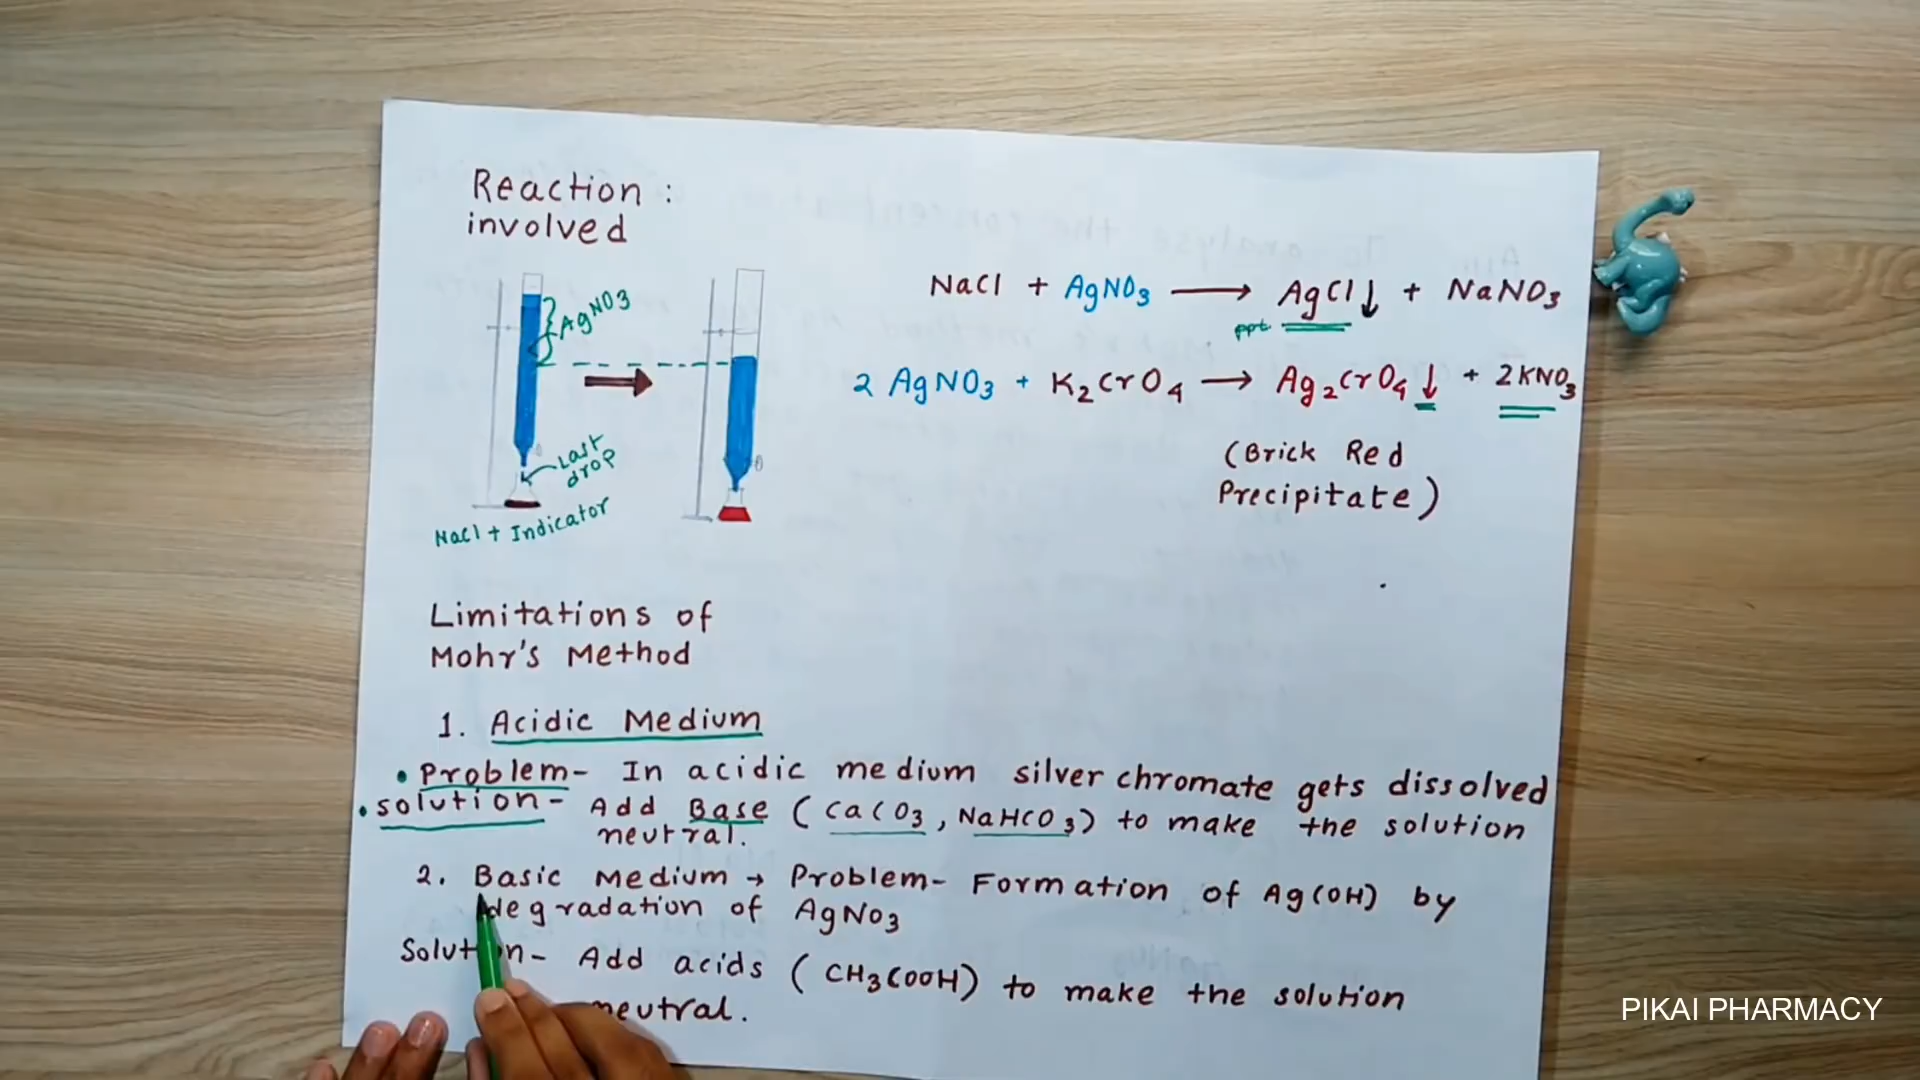 Reaction :
involved
AgNO3
NaCl + AgNO3 ⟶ AgCl↓ + NaNO3
ppt.
2 AgNO3 + K2CrO4 ⟶ Ag2CrO4↓ + 2KNO3
(Brick Red
Precipitate)
Last
drop
NaCl + Indicator
Limitations of
Mohr's Method
1. Acidic Medium
• Problem- In acidic medium silver chromate gets dissolved
• Solution- Add Base (CaCO3, NaHCO3) to make the solution
neutral.
2. Basic Medium → Problem- Formation of Ag(OH) by
degradation of AgNO3
Solution- Add acids (CH3COOH) to make the solution
neutral.
PIKAI PHARMACY